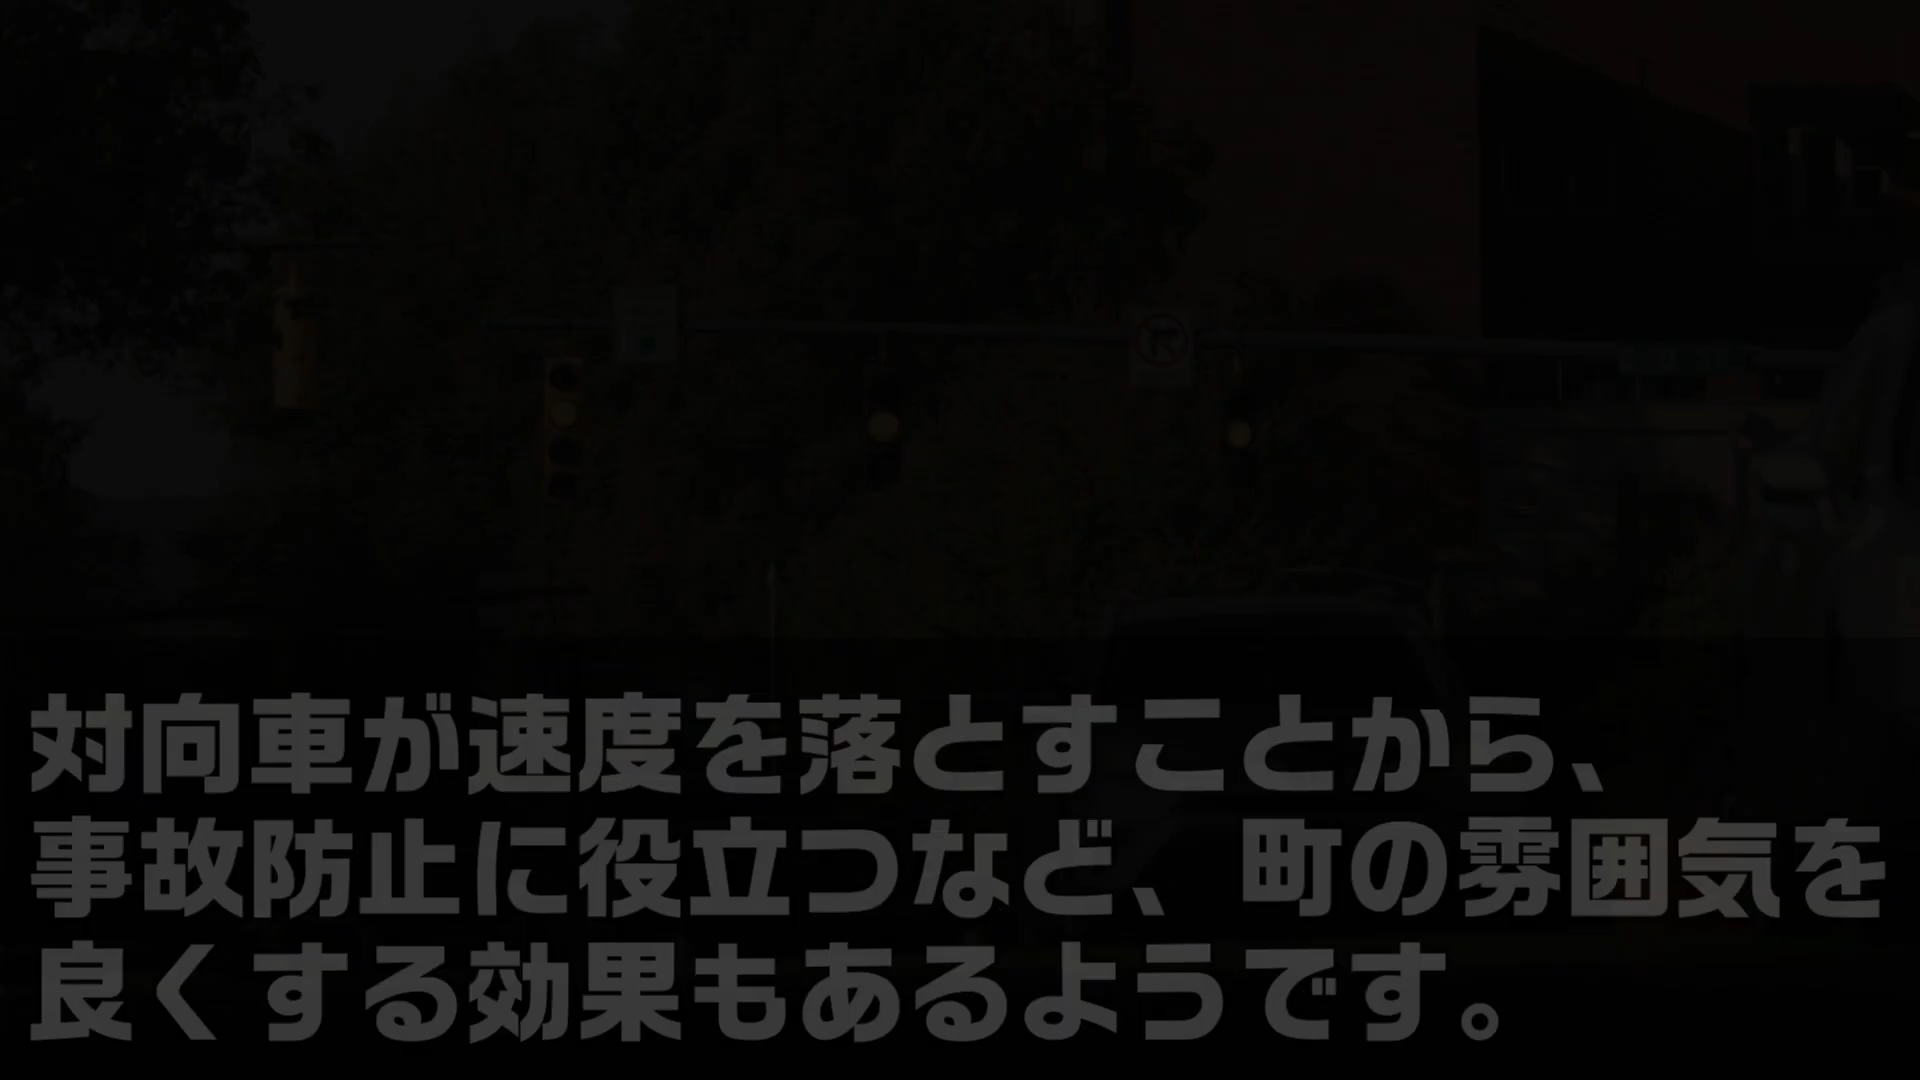 対向車が速度を落とすことから、
事故防止に役立つなど、町の雰囲気を
良くする効果もあるようです。